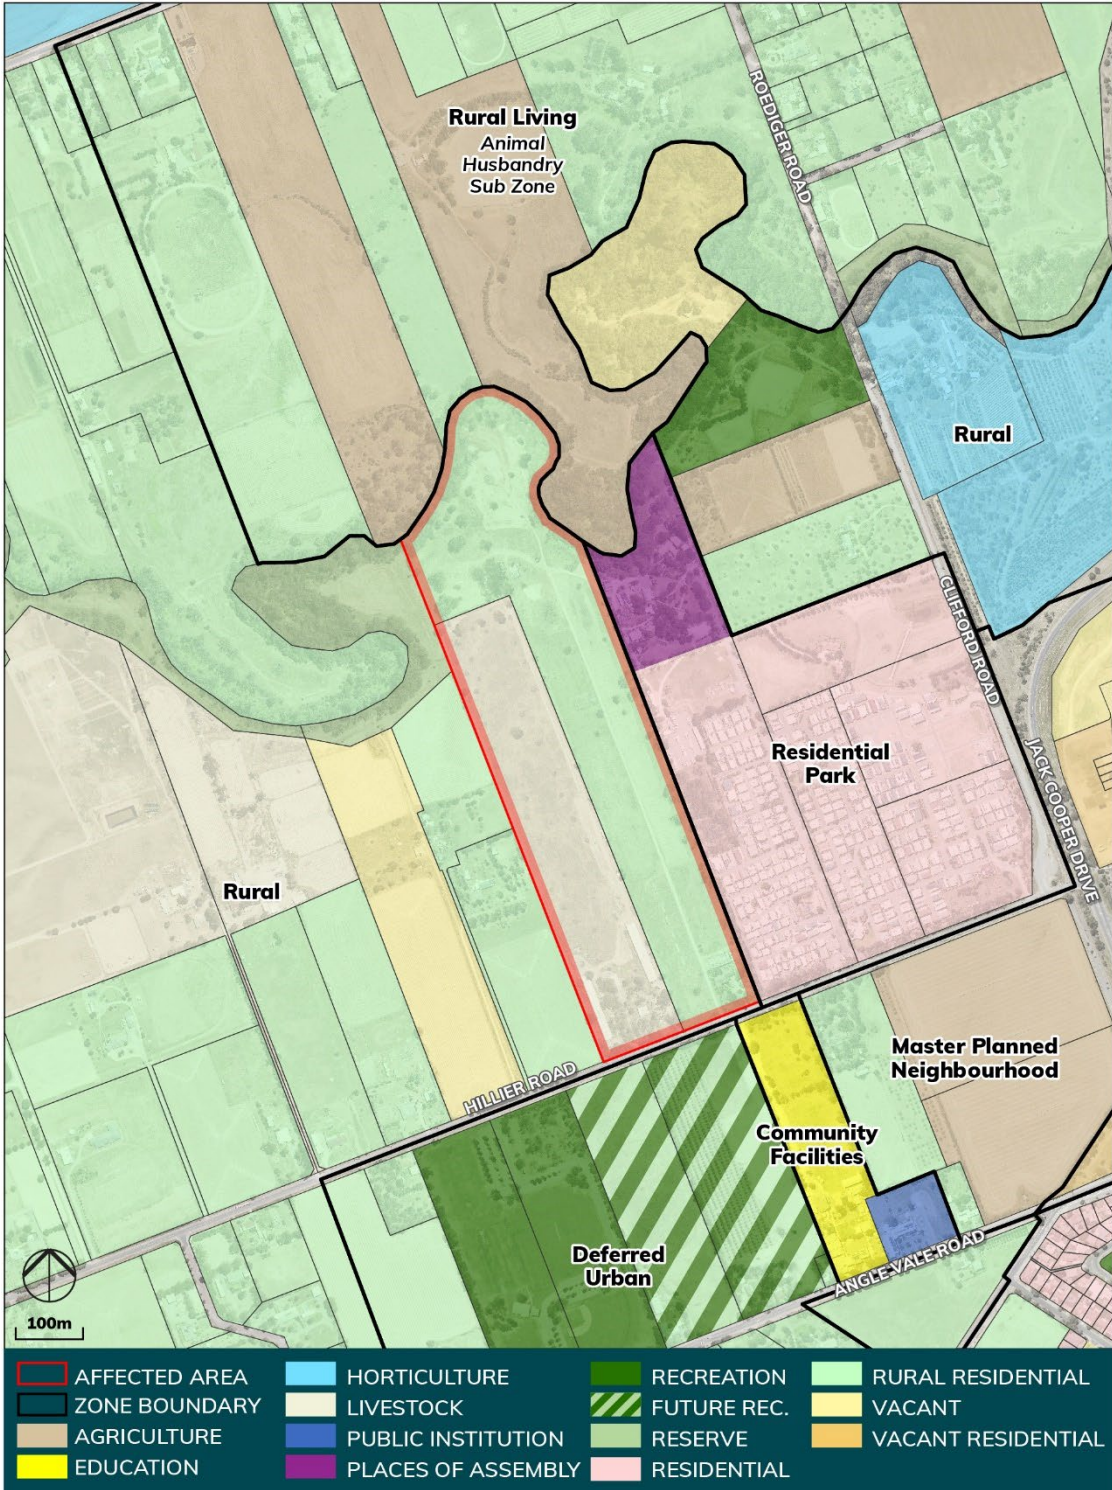 ROEDIGER ROAD
Rural Living
Animal
Husbandry
Sub Zone
Rural
CLIFFORD ROAD
JACK COOPER DRIVE
Residential
Park
Rural
Master Planned
Neighbourhood
HILLIER ROAD
Community
Facilities
Deferred
Urban
ANGLE VALE ROAD
100m
AFFECTED AREA
ZONE BOUNDARY
AGRICULTURE
EDUCATION
HORTICULTURE
LIVESTOCK
PUBLIC INSTITUTION
PLACES OF ASSEMBLY
RECREATION
FUTURE REC.
RESERVE
RESIDENTIAL
RURAL RESIDENTIAL
VACANT
VACANT RESIDENTIAL